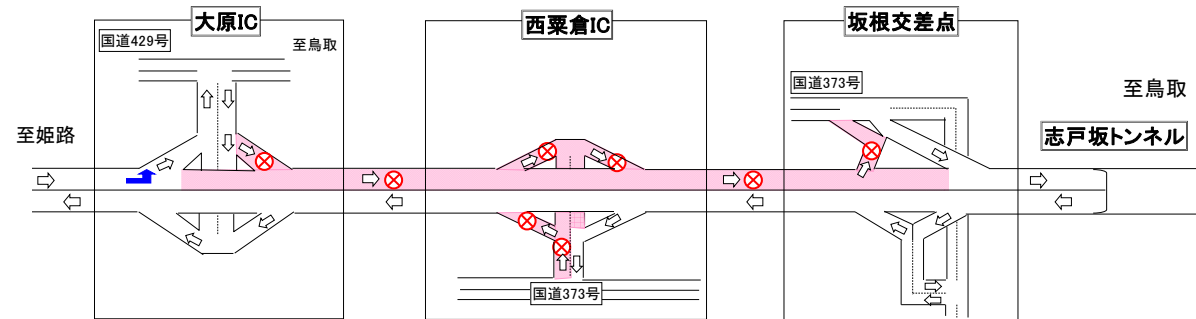 大原IC
国道429号
至鳥取
至姫路
西粟倉IC
国道373号
坂根交差点
国道373号
至鳥取
志戸坂トンネル